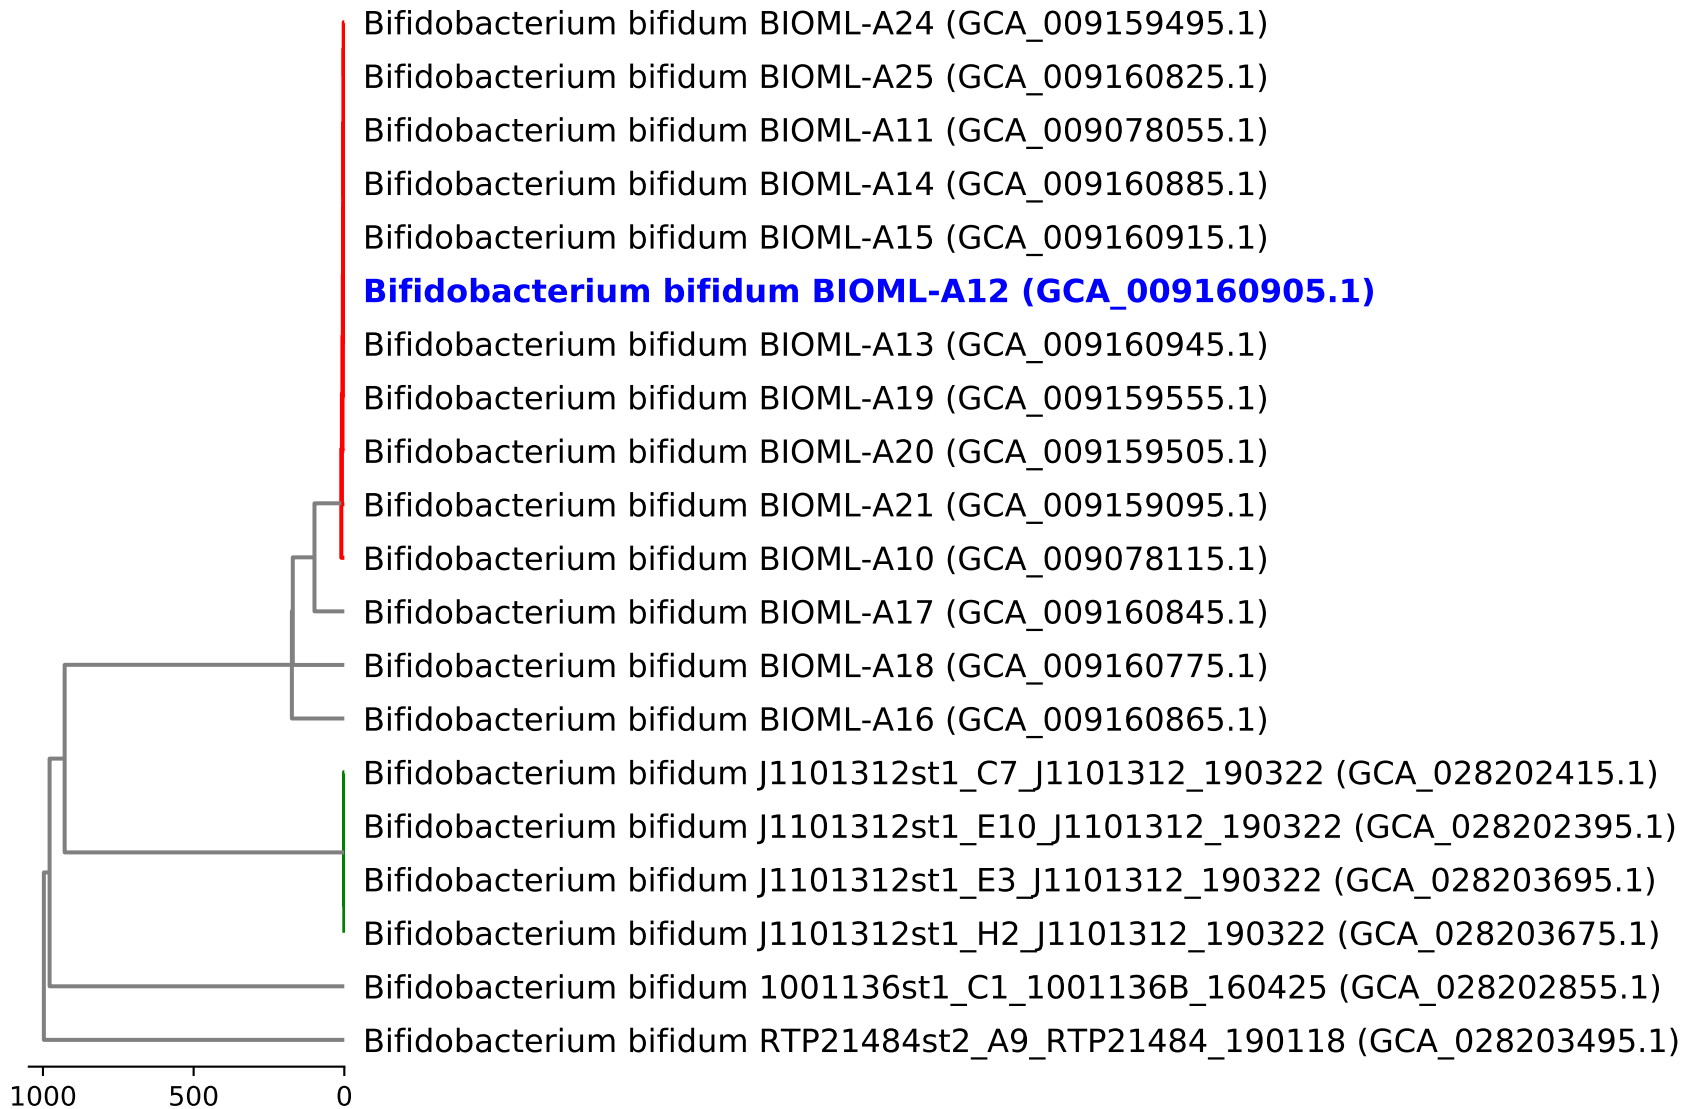 Bifidobacterium bifidum BIOML-A24 (GCA_009159495.1)
Bifidobacterium bifidum BIOML-A25 (GCA_009160825.1)
Bifidobacterium bifidum BIOML-A11 (GCA_009078055.1)
Bifidobacterium bifidum BIOML-A14 (GCA_009160885.1)
Bifidobacterium bifidum BIOML-A15 (GCA_009160915.1)
Bifidobacterium bifidum BIOML-A12 (GCA_009160905.1)
Bifidobacterium bifidum BIOML-A13 (GCA_009160945.1)
Bifidobacterium bifidum BIOML-A19 (GCA_009159555.1)
Bifidobacterium bifidum BIOML-A20 (GCA_009159505.1)
Bifidobacterium bifidum BIOML-A21 (GCA_009159095.1)
Bifidobacterium bifidum BIOML-A10 (GCA_009078115.1)
Bifidobacterium bifidum BIOML-A17 (GCA_009160845.1)
Bifidobacterium bifidum BIOML-A18 (GCA_009160775.1)
Bifidobacterium bifidum BIOML-A16 (GCA_009160865.1)
Bifidobacterium bifidum J1101312st1_C7_J1101312_190322 (GCA_028202415.1)
Bifidobacterium bifidum J1101312st1_E10_J1101312_190322 (GCA_028202395.1)
Bifidobacterium bifidum J1101312st1_E3_J1101312_190322 (GCA_028203695.1)
Bifidobacterium bifidum J1101312st1_H2_J1101312_190322 (GCA_028203675.1)
Bifidobacterium bifidum 1001136st1_C1_1001136B_160425 (GCA_028202855.1)
Bifidobacterium bifidum RTP21484st2_A9_RTP21484_190118 (GCA_028203495.1)
1000 500 0